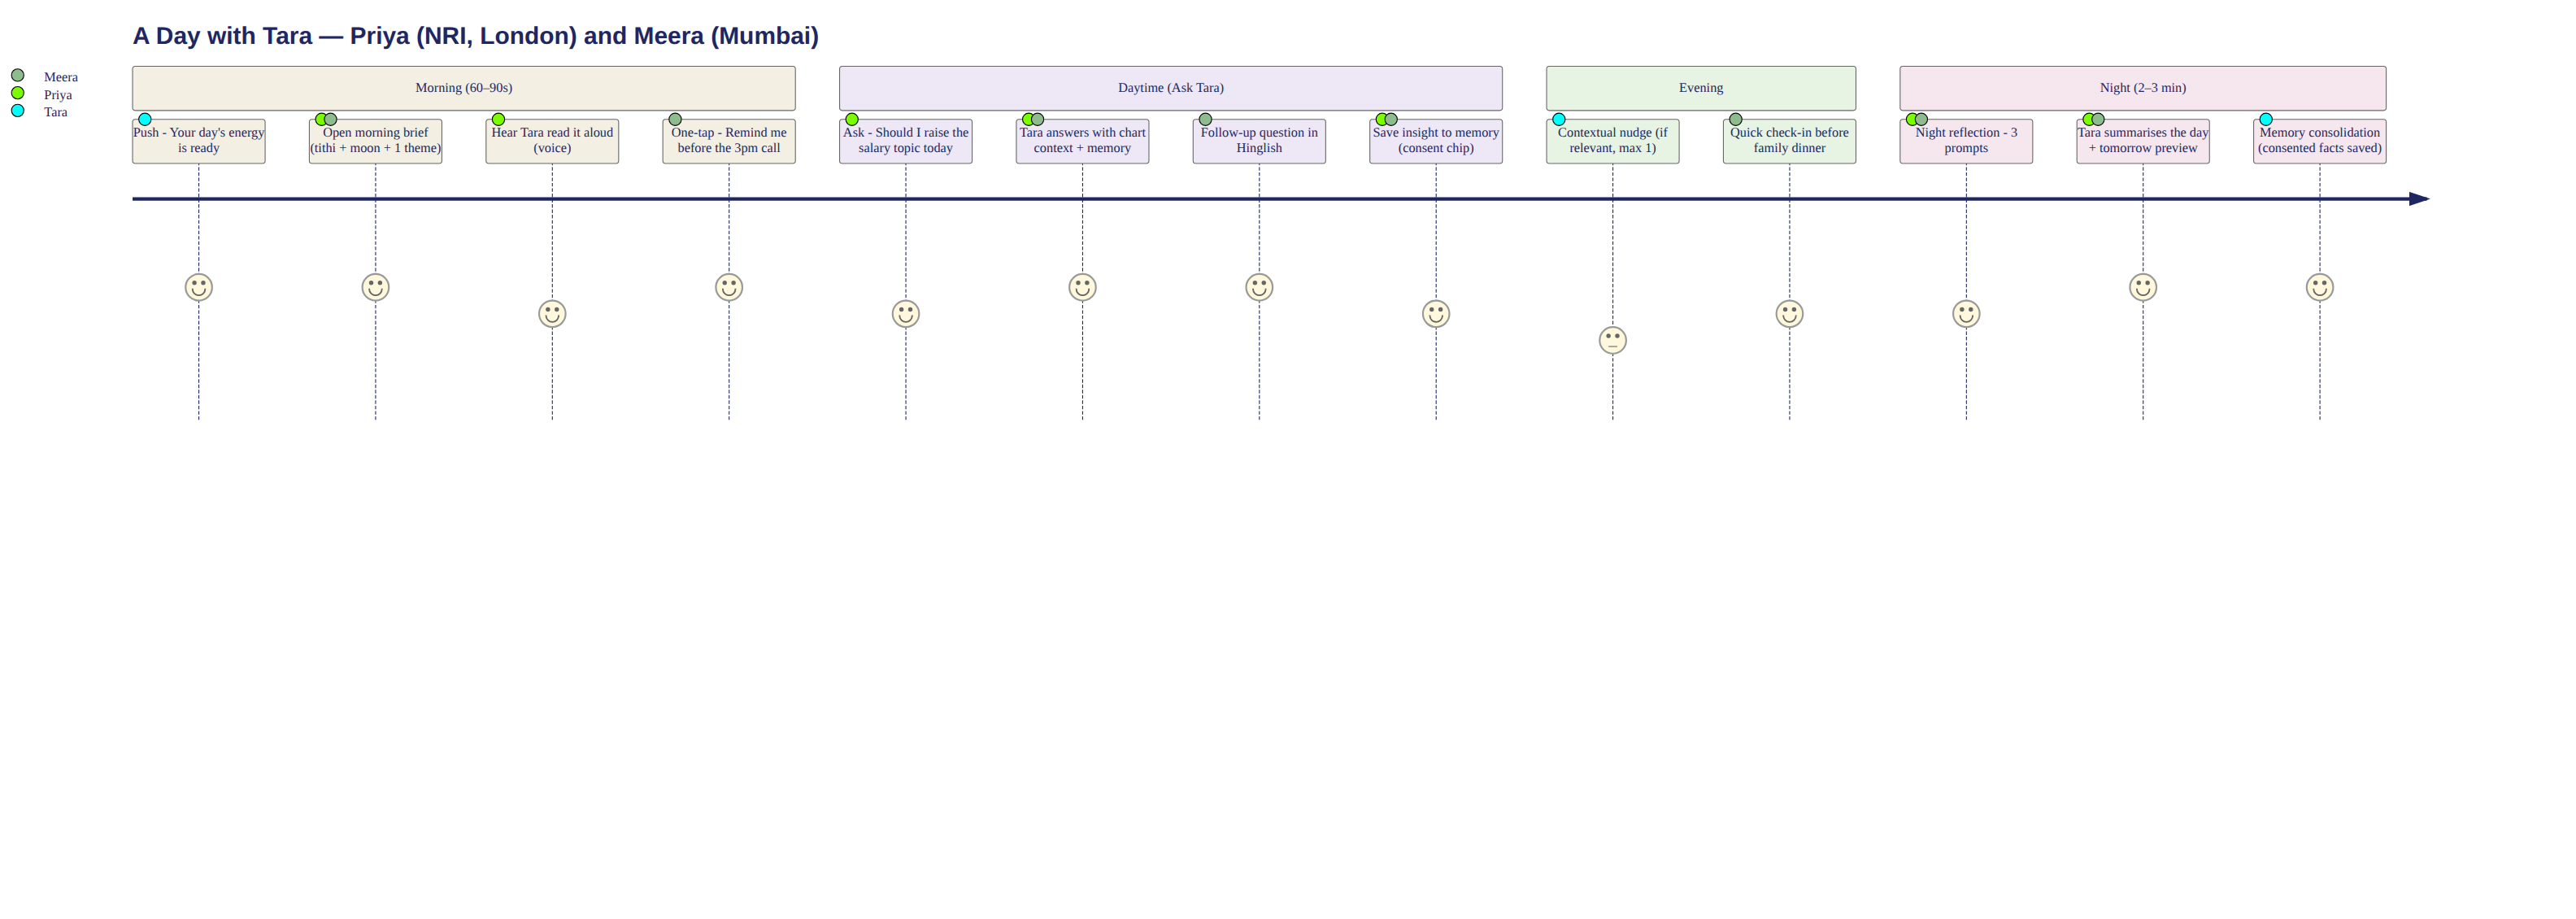 A Day with Tara — Priya (NRI, London) and Meera (Mumbai)
Meera
Priya
Tara
Morning (60–90s)
Push - Your day's energy
is ready
Open morning brief
(tithi + moon + 1 theme)
Hear Tara read it aloud
(voice)
One-tap - Remind me
before the 3pm call
Daytime (Ask Tara)
Ask - Should I raise the
salary topic today
Tara answers with chart
context + memory
Follow-up question in
Hinglish
Save insight to memory
(consent chip)
Evening
Contextual nudge (if
relevant, max 1)
Quick check-in before
family dinner
Night (2–3 min)
Night reflection - 3
prompts
Tara summarises the day
+ tomorrow preview
Memory consolidation
(consented facts saved)